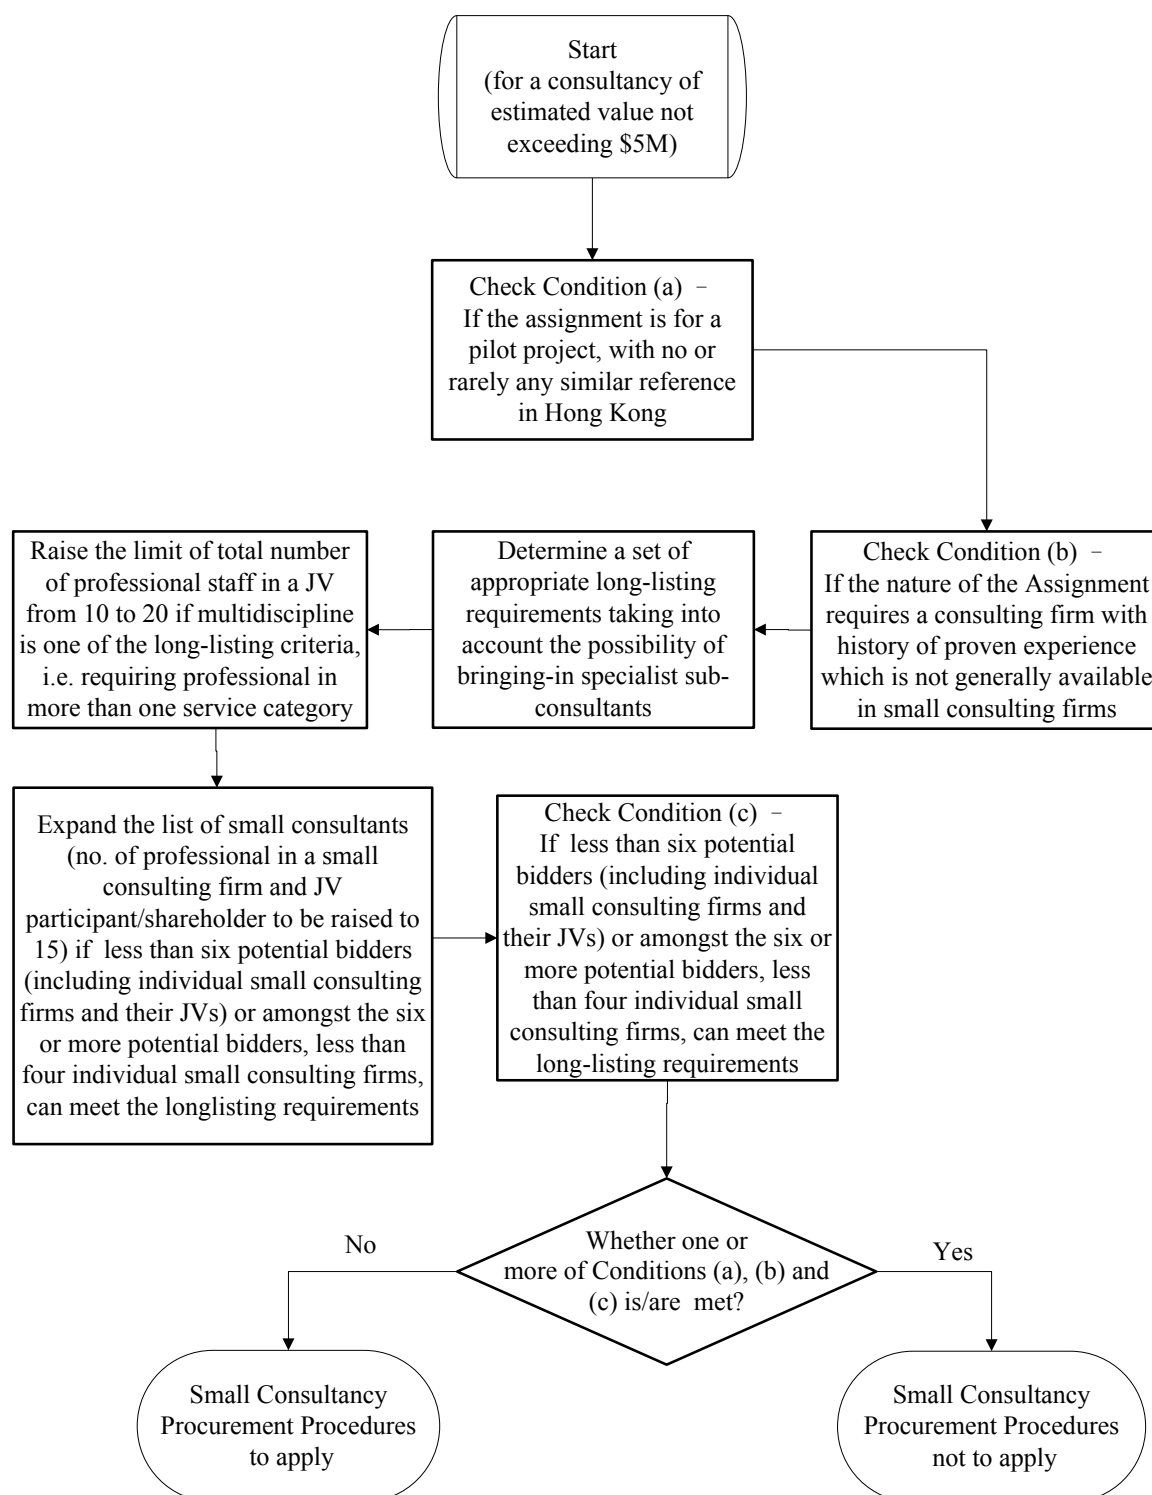 Start
(for a consultancy of
estimated value not
exceeding $5M)
Check Condition (a) –
If the assignment is for a
pilot project, with no or
rarely any similar reference
in Hong Kong
Check Condition (b) –
If the nature of the Assignment
requires a consulting firm with
history of proven experience
which is not generally available
in small consulting firms
Determine a set of
appropriate long-listing
requirements taking into
account the possibility of
bringing-in specialist sub-
consultants
Raise the limit of total number
of professional staff in a JV
from 10 to 20 if multidiscipline
is one of the long-listing criteria,
i.e. requiring professional in
more than one service category
Expand the list of small consultants
(no. of professional in a small
consulting firm and JV
participant/shareholder to be raised to
15) if less than six potential bidders
(including individual small consulting
firms and their JVs) or amongst the six
or more potential bidders, less than
four individual small consulting firms,
can meet the longlisting requirements
Check Condition (c) –
If less than six potential
bidders (including individual
small consulting firms and
their JVs) or amongst the six or
more potential bidders, less
than four individual small
consulting firms, can meet the
long-listing requirements
Whether one or
more of Conditions (a), (b) and
(c) is/are met?
No
Yes
Small Consultancy
Procurement Procedures
to apply
Small Consultancy
Procurement Procedures
not to apply